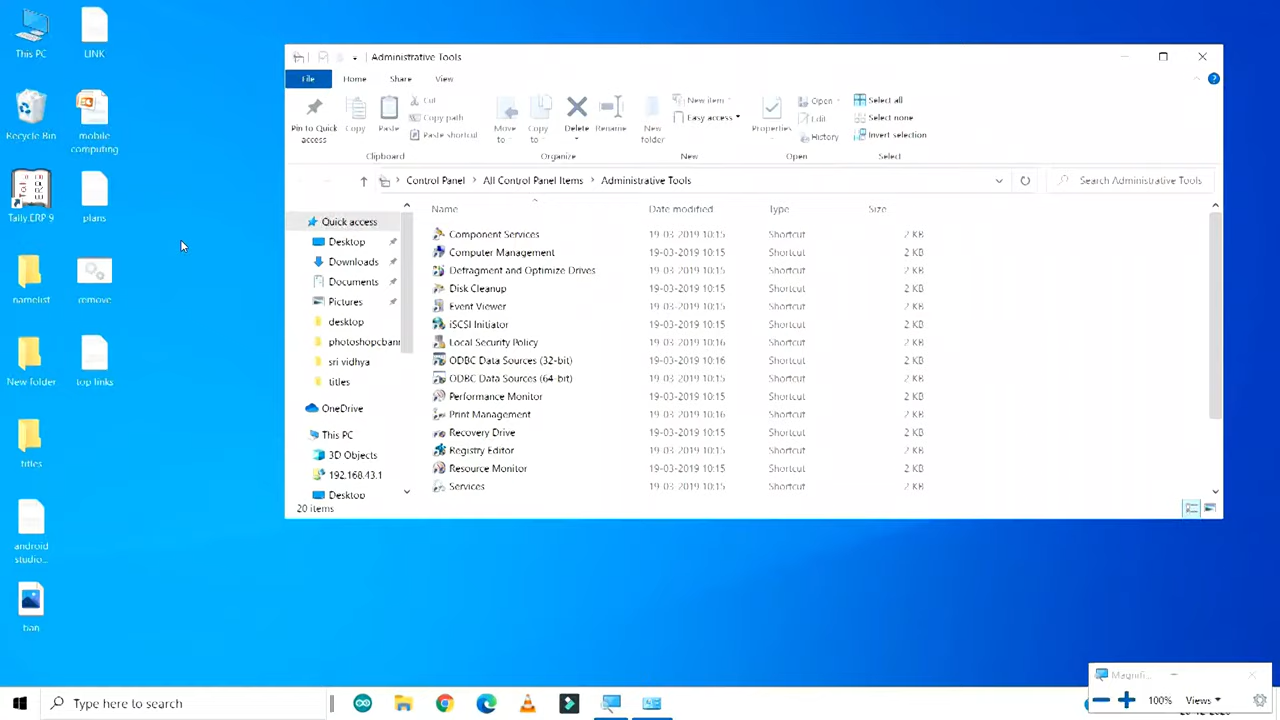 This PC
LINK
Recycle Bin
mobile
computing
Tally ERP 9
plans
namelist
remove
New folder
top links
titles
android
studio...
ban
Administrative Tools
File
Home
Share
View
Pin to Quick
access
Copy
Paste
Cut
Copy path
Paste shortcut
Clipboard
Move
to
Copy
to
Delete
Rename
Organize
New
folder
New item
Easy access
New
Properties
Open
Edit
History
Open
Select all
Select none
Invert selection
Select
Control Panel
All Control Panel Items
Administrative Tools
Search Administrative Tools
Quick access
Desktop
Downloads
Documents
Pictures
desktop
photoshopcban
sri vidhya
titles
OneDrive
This PC
3D Objects
192.168.43.1
Desktop
Name Date modified Type Size
Component Services 19-03-2019 10:15 Shortcut 2 KB
Computer Management 19-03-2019 10:15 Shortcut 2 KB
Defragment and Optimize Drives 19-03-2019 10:15 Shortcut 2 KB
Disk Cleanup 19-03-2019 10:15 Shortcut 2 KB
Event Viewer 19-03-2019 10:15 Shortcut 2 KB
iSCSI Initiator 19-03-2019 10:15 Shortcut 2 KB
Local Security Policy 19-03-2019 10:16 Shortcut 2 KB
ODBC Data Sources (32-bit) 19-03-2019 10:16 Shortcut 2 KB
ODBC Data Sources (64-bit) 19-03-2019 10:15 Shortcut 2 KB
Performance Monitor 19-03-2019 10:15 Shortcut 2 KB
Print Management 19-03-2019 10:16 Shortcut 2 KB
Recovery Drive 19-03-2019 10:15 Shortcut 2 KB
Registry Editor 19-03-2019 10:15 Shortcut 2 KB
Resource Monitor 19-03-2019 10:15 Shortcut 2 KB
Services 19-03-2019 10:15 Shortcut 2 KB
20 items
Magnifi...
100%
Views
Type here to search